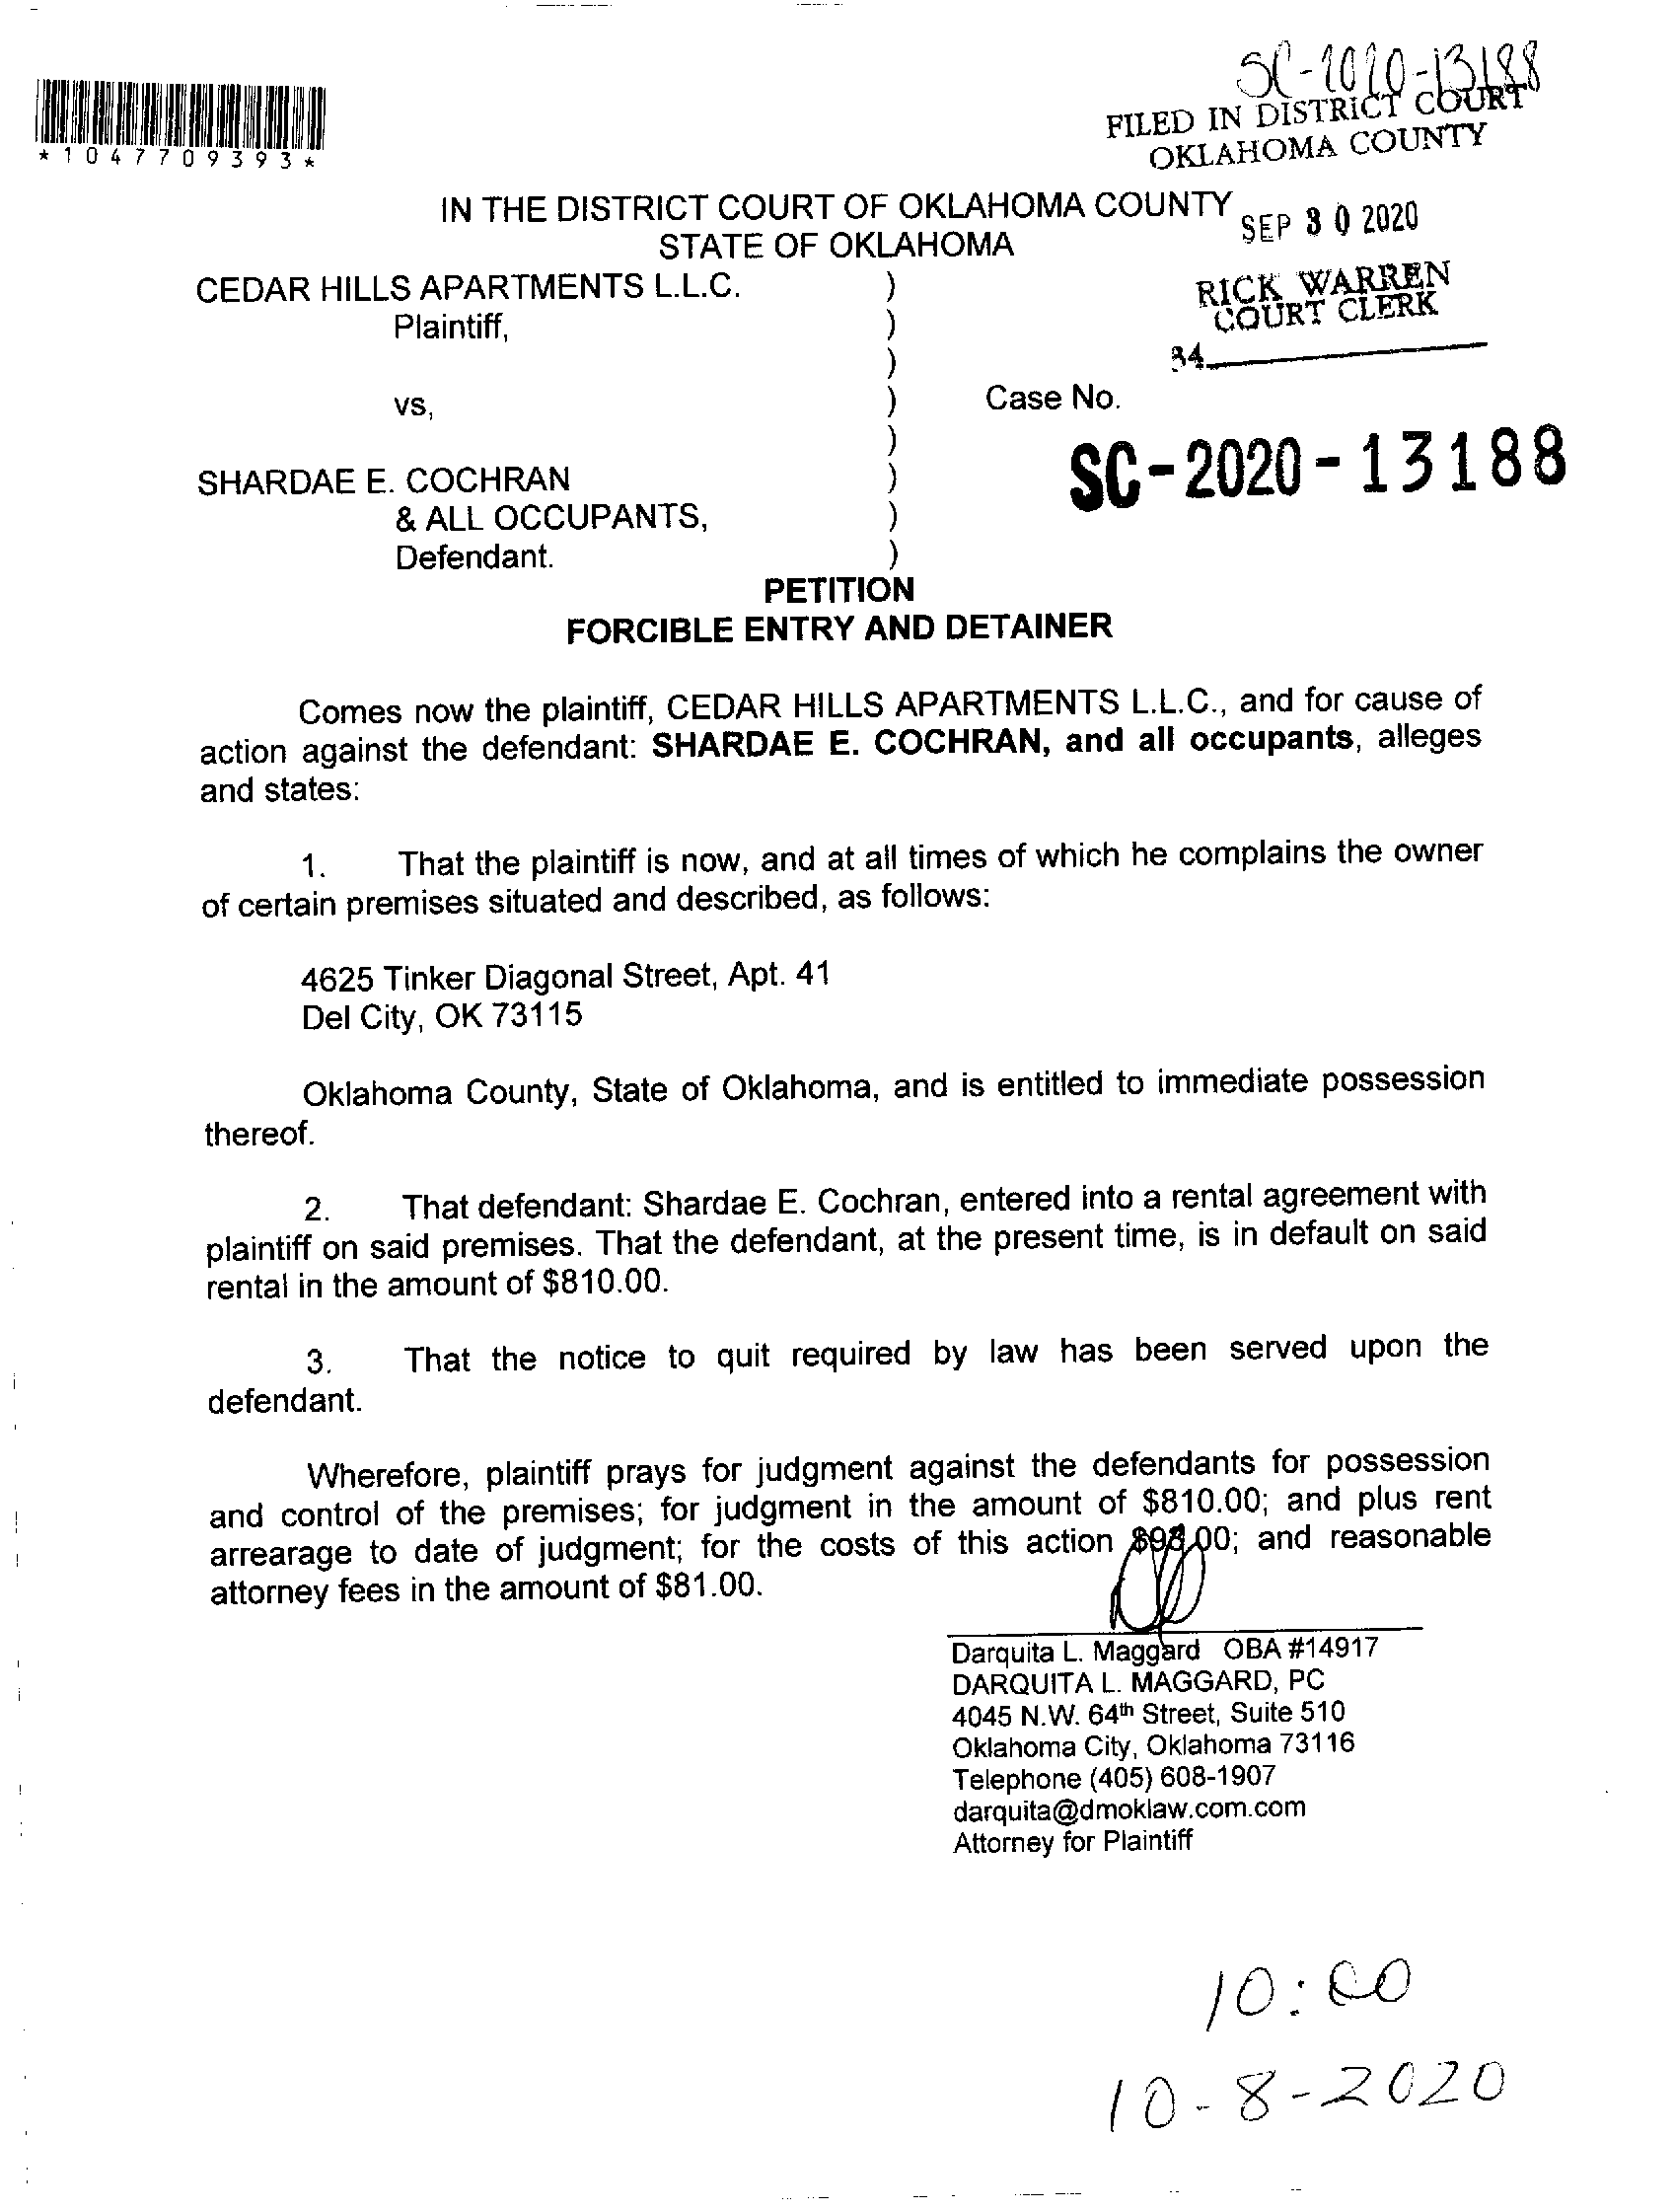 SC-2020-13188
FILED IN DISTRICT COURT
OKLAHOMA COUNTY
*1047709393*
IN THE DISTRICT COURT OF OKLAHOMA COUNTY
STATE OF OKLAHOMA
SEP 30 2020
CEDAR HILLS APARTMENTS L.L.C. )
RICK WARREN
COURT CLERK
Plaintiff, )
)
34
vs, ) Case No.
)
SC-2020-13188
SHARDAE E. COCHRAN )
& ALL OCCUPANTS, )
Defendant. )
PETITION
FORCIBLE ENTRY AND DETAINER
Comes now the plaintiff, CEDAR HILLS APARTMENTS L.L.C., and for cause of
action against the defendant: SHARDAE E. COCHRAN, and all occupants, alleges
and states:
1. That the plaintiff is now, and at all times of which he complains the owner
of certain premises situated and described, as follows:
4625 Tinker Diagonal Street, Apt. 41
Del City, OK 73115
Oklahoma County, State of Oklahoma, and is entitled to immediate possession
thereof.
2. That defendant: Shardae E. Cochran, entered into a rental agreement with
plaintiff on said premises. That the defendant, at the present time, is in default on said
rental in the amount of $810.00.
3. That the notice to quit required by law has been served upon the
defendant.
Wherefore, plaintiff prays for judgment against the defendants for possession
and control of the premises; for judgment in the amount of $810.00; and plus rent
arrearage to date of judgment; for the costs of this action and reasonable
attorney fees in the amount of $81.00.
Darquita L. Maggard OBA #14917
DARQUITA L. MAGGARD, PC
4045 N.W. 64th Street, Suite 510
Oklahoma City, Oklahoma 73116
Telephone (405) 608-1907
darquita@dmoklaw.com.com
Attorney for Plaintiff
10:00
10-8-2020